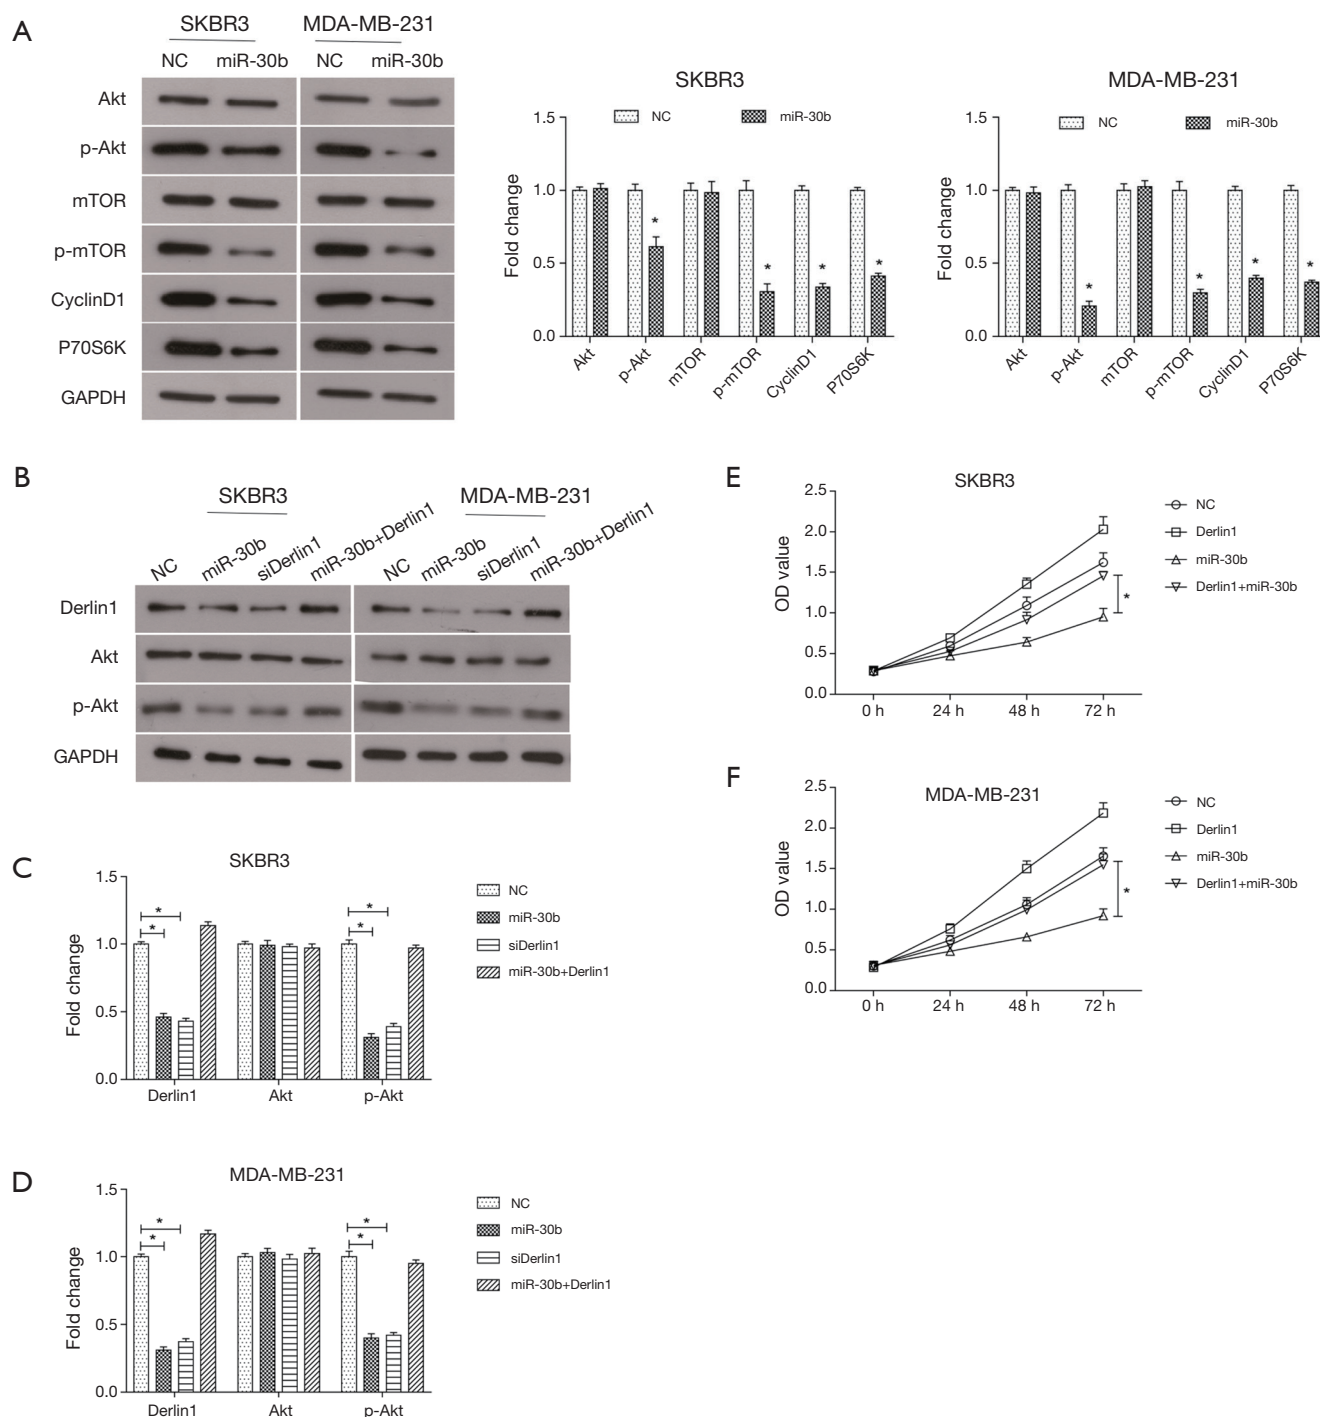 A
SKBR3
MDA-MB-231
NC
miR-30b
NC
miR-30b
Akt
p-Akt
mTOR
p-mTOR
CyclinD1
P70S6K
GAPDH
SKBR3
NC
miR-30b
Fold change
1.5
1.0
0.5
0.0
*
*
*
*
Akt
p-Akt
mTOR
p-mTOR
CyclinD1
P70S6K
MDA-MB-231
NC
miR-30b
Fold change
1.5
1.0
0.5
0.0
*
*
*
*
Akt
p-Akt
mTOR
p-mTOR
CyclinD1
P70S6K
B
SKBR3
MDA-MB-231
NC
miR-30b
siDerlin1
miR-30b+Derlin1
NC
miR-30b
siDerlin1
miR-30b+Derlin1
Derlin1
Akt
p-Akt
GAPDH
C
SKBR3
Fold change
1.5
1.0
0.5
0.0
*
*
*
*
Derlin1
Akt
p-Akt
NC
miR-30b
siDerlin1
miR-30b+Derlin1
D
MDA-MB-231
Fold change
1.5
1.0
0.5
0.0
*
*
*
*
Derlin1
Akt
p-Akt
NC
miR-30b
siDerlin1
miR-30b+Derlin1
E
SKBR3
OD value
2.5
2.0
1.5
1.0
0.5
0.0
*
0 h
24 h
48 h
72 h
NC
Derlin1
miR-30b
Derlin1+miR-30b
F
MDA-MB-231
OD value
2.5
2.0
1.5
1.0
0.5
0.0
*
0 h
24 h
48 h
72 h
NC
Derlin1
miR-30b
Derlin1+miR-30b